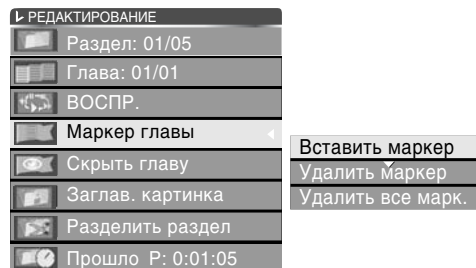 РЕДАКТИРОВАНИЕ
Раздел: 01/05
Глава: 01/01
ВОСПР.
Маркер главы
Скрыть главу
Заглав. картинка
Разделить раздел
Прошло Р: 0:01:05
Вставить маркер
Удалить маркер
Удалить все марк.